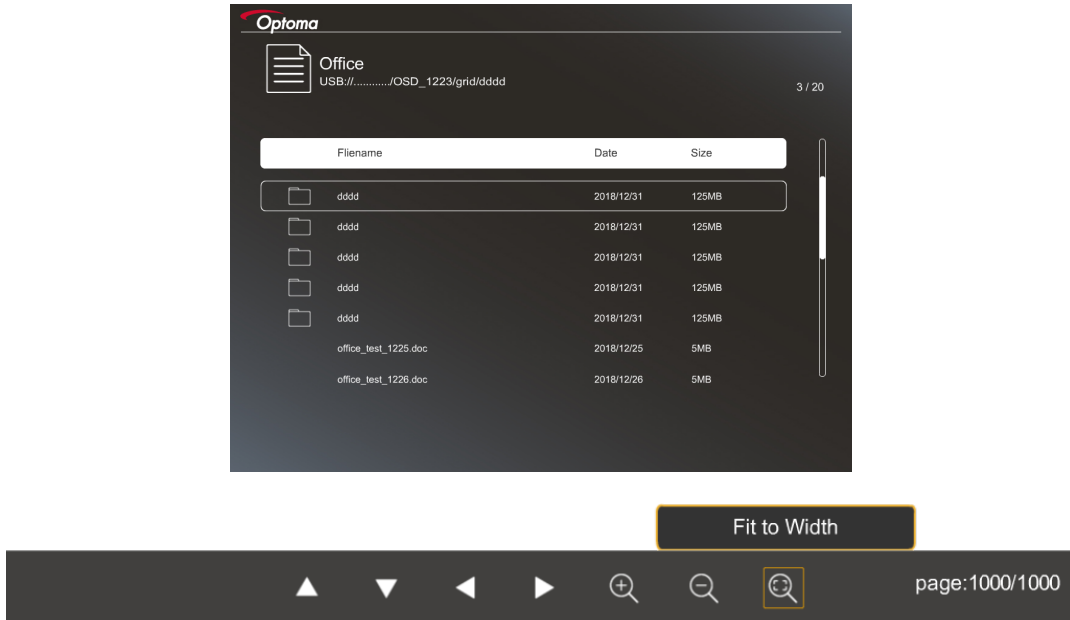 Optoma
Office
USB://.........../OSD_1223/grid/dddd
3 / 20
Fliename Date Size
dddd 2018/12/31 125MB
dddd 2018/12/31 125MB
dddd 2018/12/31 125MB
dddd 2018/12/31 125MB
dddd 2018/12/31 125MB
office_test_1225.doc 2018/12/25 5MB
office_test_1226.doc 2018/12/26 5MB
Fit to Width
page:1000/1000